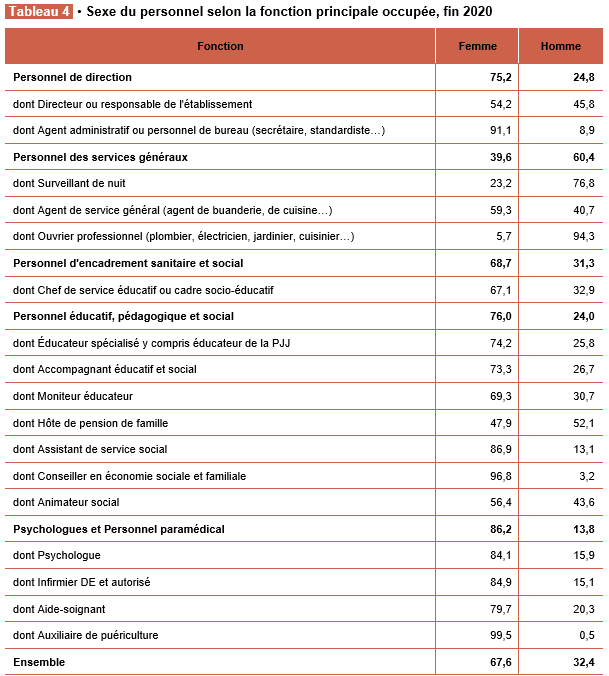 Tableau 4 • Sexe du personnel selon la fonction principale occupée, fin 2020
Fonction Femme Homme
Personnel de direction 75,2 24,8
dont Directeur ou responsable de l'établissement 54,2 45,8
dont Agent administratif ou personnel de bureau (secrétaire, standardiste…) 91,1 8,9
Personnel des services généraux 39,6 60,4
dont Surveillant de nuit 23,2 76,8
dont Agent de service général (agent de buanderie, de cuisine…) 59,3 40,7
dont Ouvrier professionnel (plombier, électricien, jardinier, cuisinier…) 5,7 94,3
Personnel d'encadrement sanitaire et social 68,7 31,3
dont Chef de service éducatif ou cadre socio-éducatif 67,1 32,9
Personnel éducatif, pédagogique et social 76,0 24,0
dont Éducateur spécialisé y compris éducateur de la PJJ 74,2 25,8
dont Accompagnant éducatif et social 73,3 26,7
dont Moniteur éducateur 69,3 30,7
dont Hôte de pension de famille 47,9 52,1
dont Assistant de service social 86,9 13,1
dont Conseiller en économie sociale et familiale 96,8 3,2
dont Animateur social 56,4 43,6
Psychologues et Personnel paramédical 86,2 13,8
dont Psychologue 84,1 15,9
dont Infirmier DE et autorisé 84,9 15,1
dont Aide-soignant 79,7 20,3
dont Auxiliaire de puériculture 99,5 0,5
Ensemble 67,6 32,4